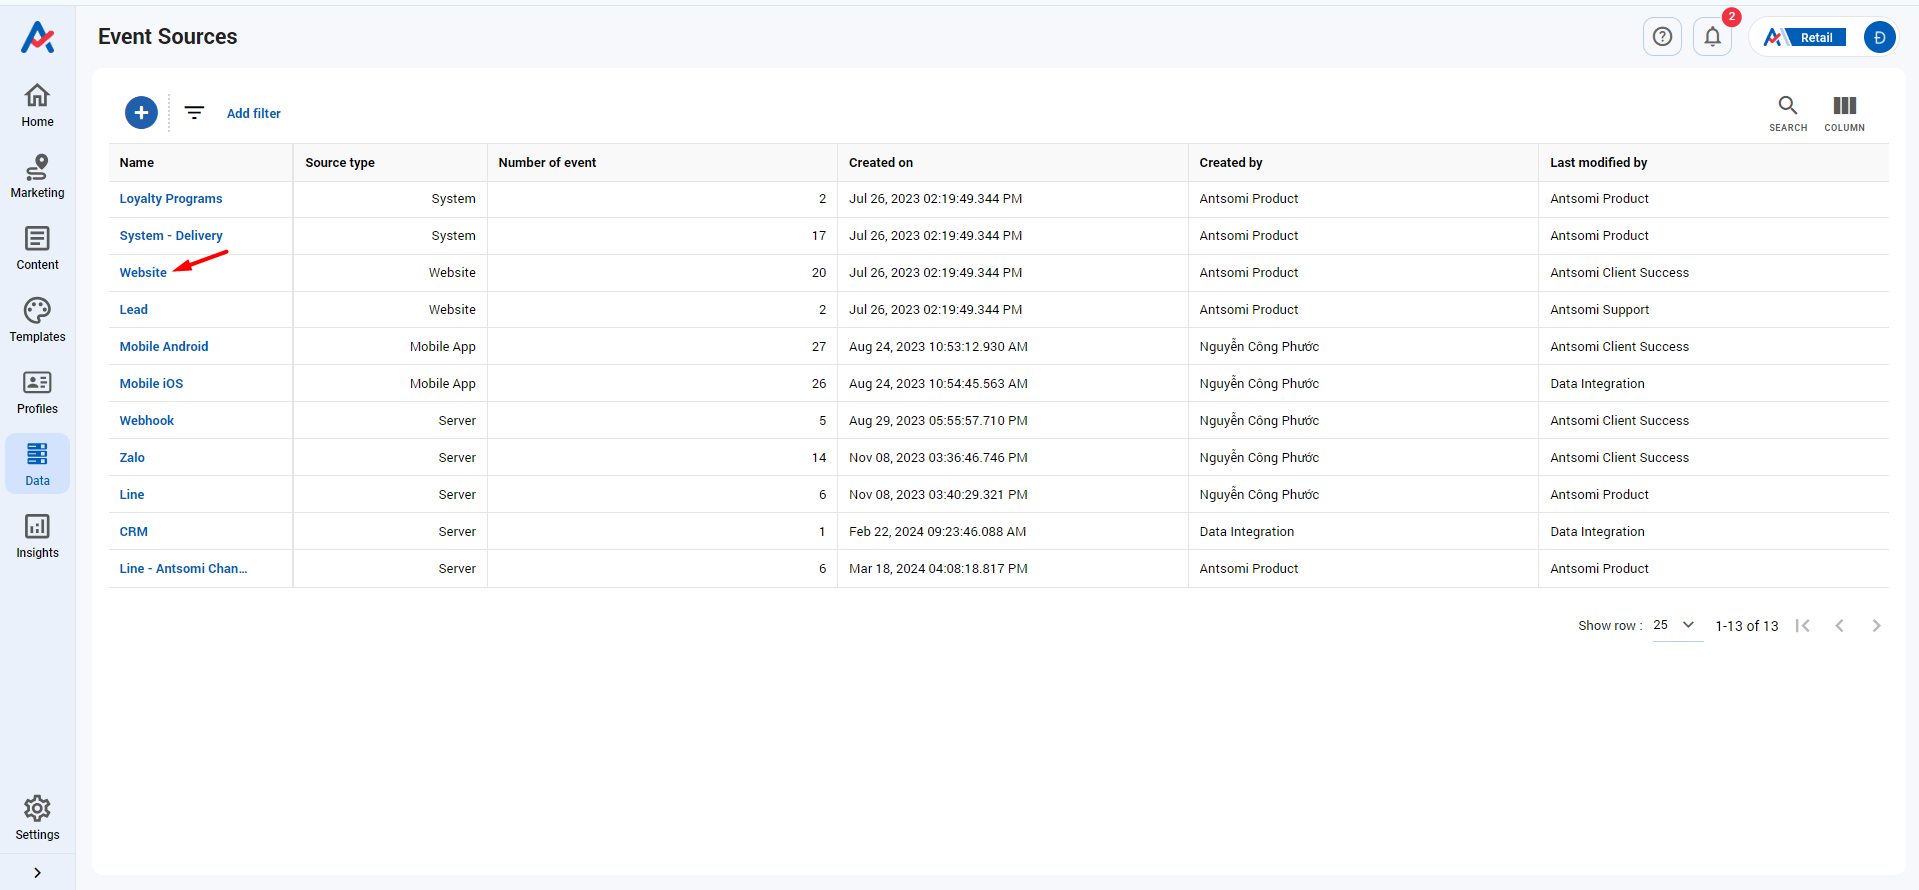 Event Sources
2
Retail
Đ
Home
Marketing
Content
Templates
Profiles
Data
Insights
Settings
Add filter
SEARCH
COLUMN
Name Source type Number of event Created on Created by Last modified by
Loyalty Programs System 2 Jul 26, 2023 02:19:49.344 PM Antsomi Product Antsomi Product
System - Delivery System 17 Jul 26, 2023 02:19:49.344 PM Antsomi Product Antsomi Product
Website Website 20 Jul 26, 2023 02:19:49.344 PM Antsomi Product Antsomi Client Success
Lead Website 2 Jul 26, 2023 02:19:49.344 PM Antsomi Product Antsomi Support
Mobile Android Mobile App 27 Aug 24, 2023 10:53:12.930 AM Nguyễn Công Phước Antsomi Client Success
Mobile iOS Mobile App 26 Aug 24, 2023 10:54:45.563 AM Nguyễn Công Phước Data Integration
Webhook Server 5 Aug 29, 2023 05:55:57.710 PM Nguyễn Công Phước Antsomi Client Success
Zalo Server 14 Nov 08, 2023 03:36:46.746 PM Nguyễn Công Phước Antsomi Client Success
Line Server 6 Nov 08, 2023 03:40:29.321 PM Nguyễn Công Phước Antsomi Product
CRM Server 1 Feb 22, 2024 09:23:46.088 AM Data Integration Data Integration
Line - Antsomi Chan... Server 6 Mar 18, 2024 04:08:18.817 PM Antsomi Product Antsomi Product
Show row : 25 1-13 of 13